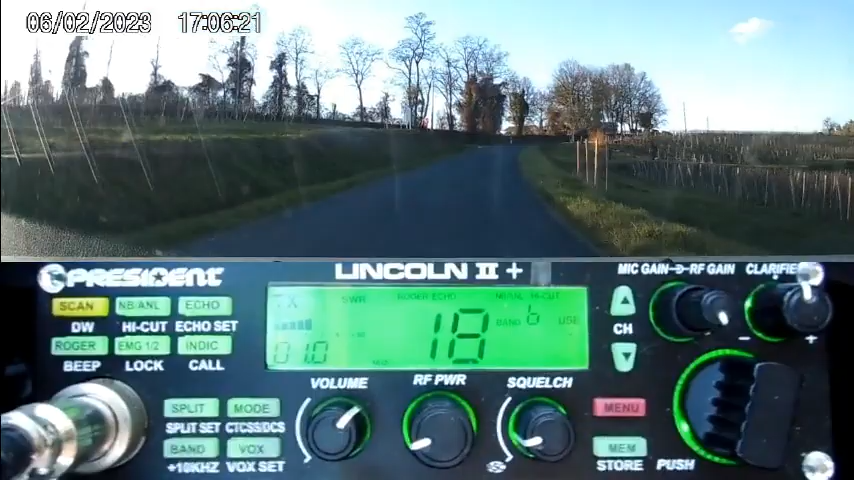 06/02/2023 17:06:21
PRESIDENT LINCOLN II + MIC GAIN RF GAIN CLARIFIER
SCAN NB/ANL ECHO
DW HI-CUT ECHO SET
ROGER EMG 1/2 INDIC
BEEP LOCK CALL
TX SWR ROGER ECHO NB/ANL HI-CUT
18 BAND 6 USB
01.0
CH
VOLUME RF PWR SQUELCH
SPLIT MODE
SPLIT SET CTCSS/DCS
BAND VOX
+10KHZ VOX SET
MENU
MEM
STORE PUSH
- +